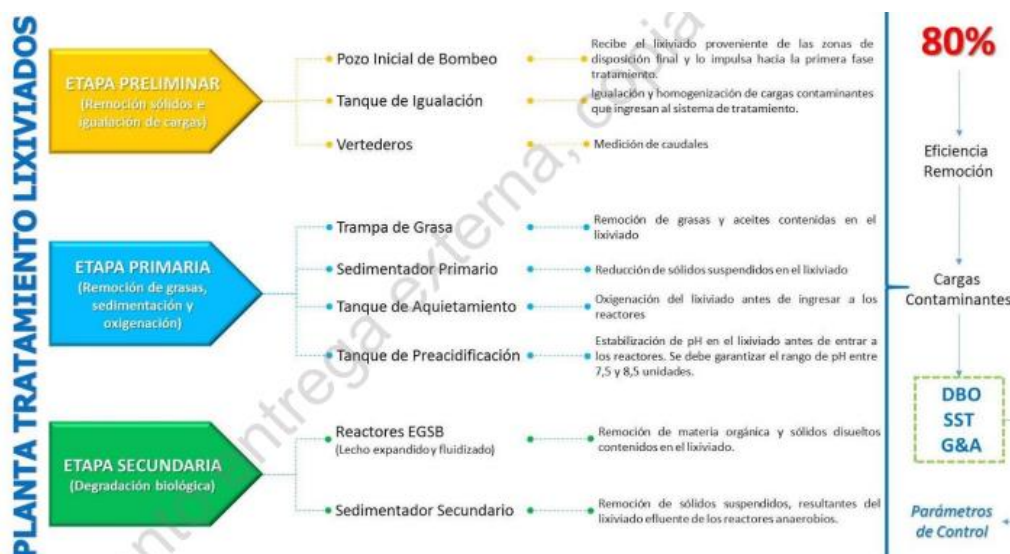 PLANTA TRATAMIENTO LIXIVIADOS
ETAPA PRELIMINAR
(Remoción sólidos e
igualación de cargas)
Pozo Inicial de Bombeo
Recibe el lixiviado proveniente de las zonas de
disposición final y lo impulsa hacia la primera fase
tratamiento.
Tanque de Igualación
Igualación y homogenización de cargas contaminantes
que ingresan al sistema de tratamiento.
Vertederos
Medición de caudales
ETAPA PRIMARIA
(Remoción de grasas,
sedimentación y
oxigenación)
Trampa de Grasa
Remoción de grasas y aceites contenidas en el
lixiviado
Sedimentador Primario
Reducción de sólidos suspendidos en el lixiviado
Tanque de Aquietamiento
Oxigenación del lixiviado antes de ingresar a los
reactores
Tanque de Preacidificación
Estabilización de pH en el lixiviado antes de entrar a
los reactores. Se debe garantizar el rango de pH entre
7,5 y 8,5 unidades.
ETAPA SECUNDARIA
(Degradación biológica)
Reactores EGSB
(Lecho expandido y fluidizado)
Remoción de materia orgánica y sólidos disueltos
contenidos en el lixiviado.
Sedimentador Secundario
Remoción de sólidos suspendidos, resultantes del
lixiviado efluente de los reactores anaerobios.
80%
Eficiencia
Remoción
Cargas
Contaminantes
DBO
SST
G&A
Parámetros
de Control
entrega externa, copia